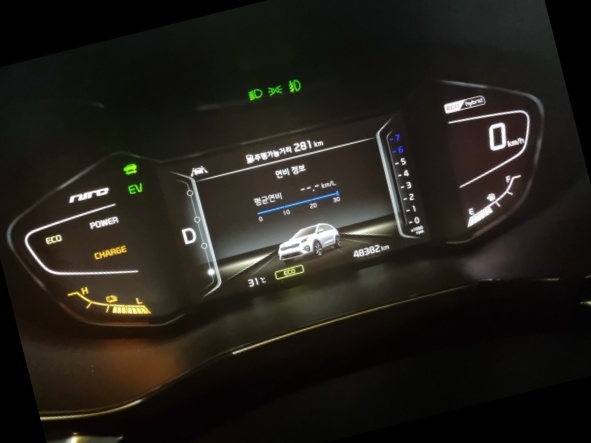 주행가능거리 281 km
eco hybrid
niro
EV
POWER
ECO
CHARGE
H L
D
연비 정보
평균연비 --.- km/L
0 10 20 30
48382 km
31℃ ECO
7
6
5
4
3
2
1
0
0 km/h
E F